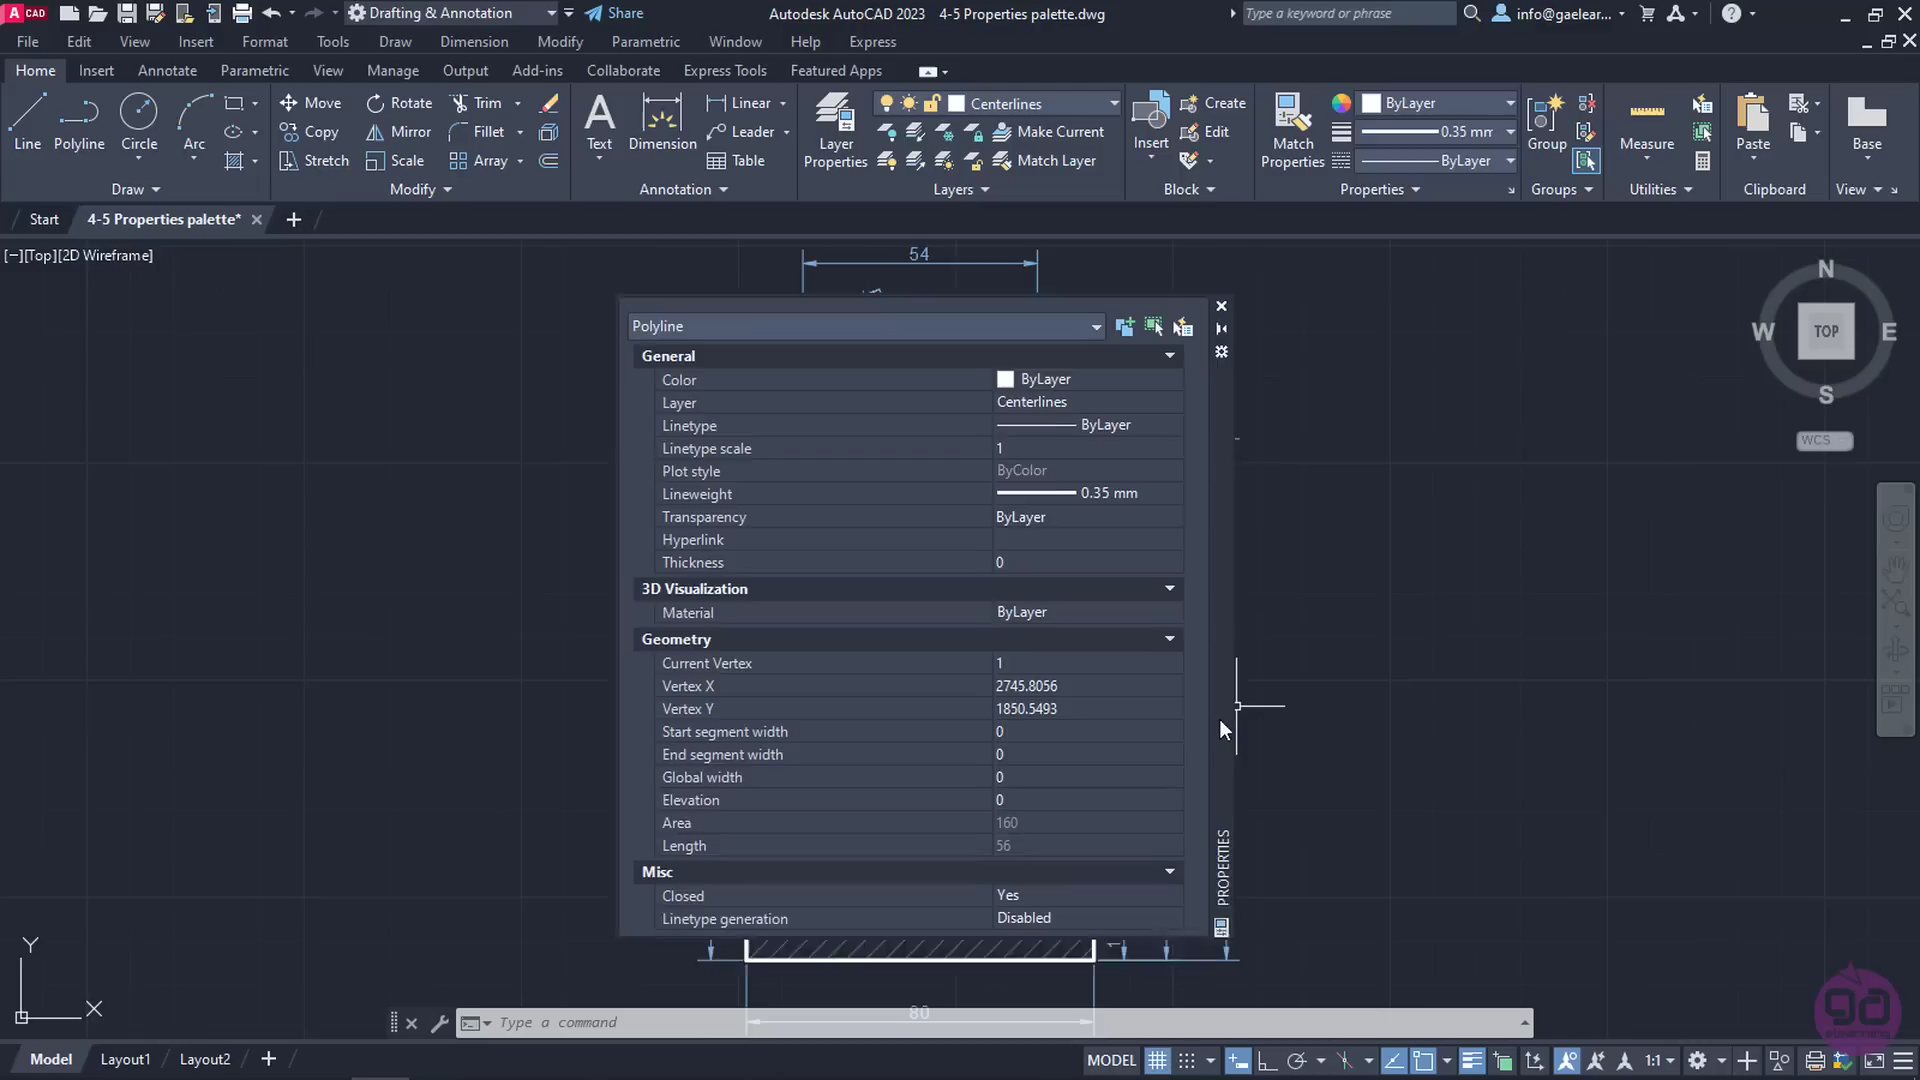 CAD
Drafting & Annotation
Share
Autodesk AutoCAD 2023 4-5 Properties palette.dwg
Type a keyword or phrase
info@gaelear...
File Edit View Insert Format Tools Draw Dimension Modify Parametric Window Help Express
Home Insert Annotate Parametric View Manage Output Add-ins Collaborate Express Tools Featured Apps
Move Rotate Trim Linear Centerlines Create ByLayer
Copy Mirror Fillet Leader Make Current Edit 0.35 mm
Line Polyline Circle Arc Text Dimension Layer Properties Insert Match Properties Group Measure Paste Base
Stretch Scale Array Table Match Layer ByLayer
Draw Modify Annotation Layers Block Properties Groups Utilities Clipboard View
Start 4-5 Properties palette*
[−][Top][2D Wireframe]
54
N
W TOP E
S
WCS
Polyline
General
Color ByLayer
Layer Centerlines
Linetype ByLayer
Linetype scale 1
Plot style ByColor
Lineweight 0.35 mm
Transparency ByLayer
Hyperlink
Thickness 0
3D Visualization
Material ByLayer
Geometry
Current Vertex 1
Vertex X 2745.8056
Vertex Y 1850.5493
Start segment width 0
End segment width 0
Global width 0
Elevation 0
Area 160
Length 56
Misc
Closed Yes
Linetype generation Disabled
PROPERTIES
Y
X
80
Type a command
ga
elearning
Model Layout1 Layout2
MODEL 1:1